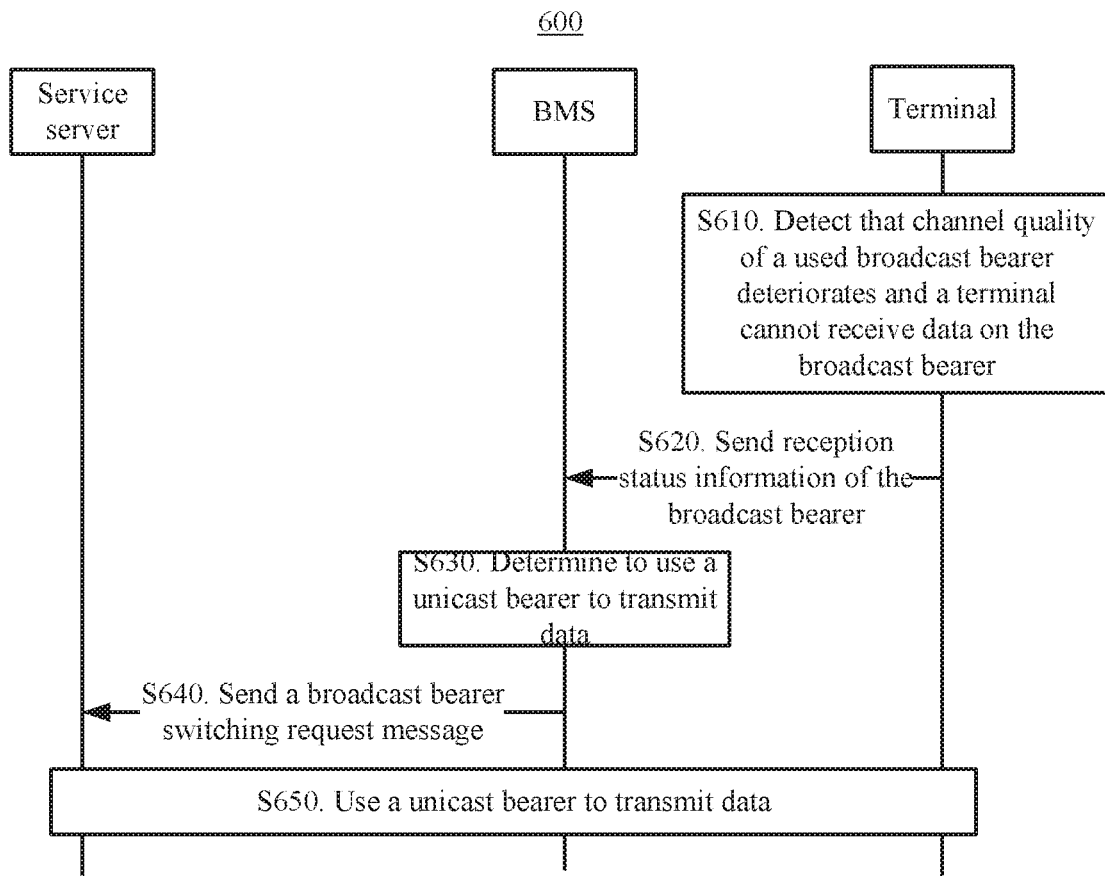 600
Service
server
BMS
Terminal
S610. Detect that channel quality
of a used broadcast bearer
deteriorates and a terminal
cannot receive data on the
broadcast bearer
S620. Send reception
status information of the
broadcast bearer
S630. Determine to use a
unicast bearer to transmit
data
S640. Send a broadcast bearer
switching request message
S650. Use a unicast bearer to transmit data